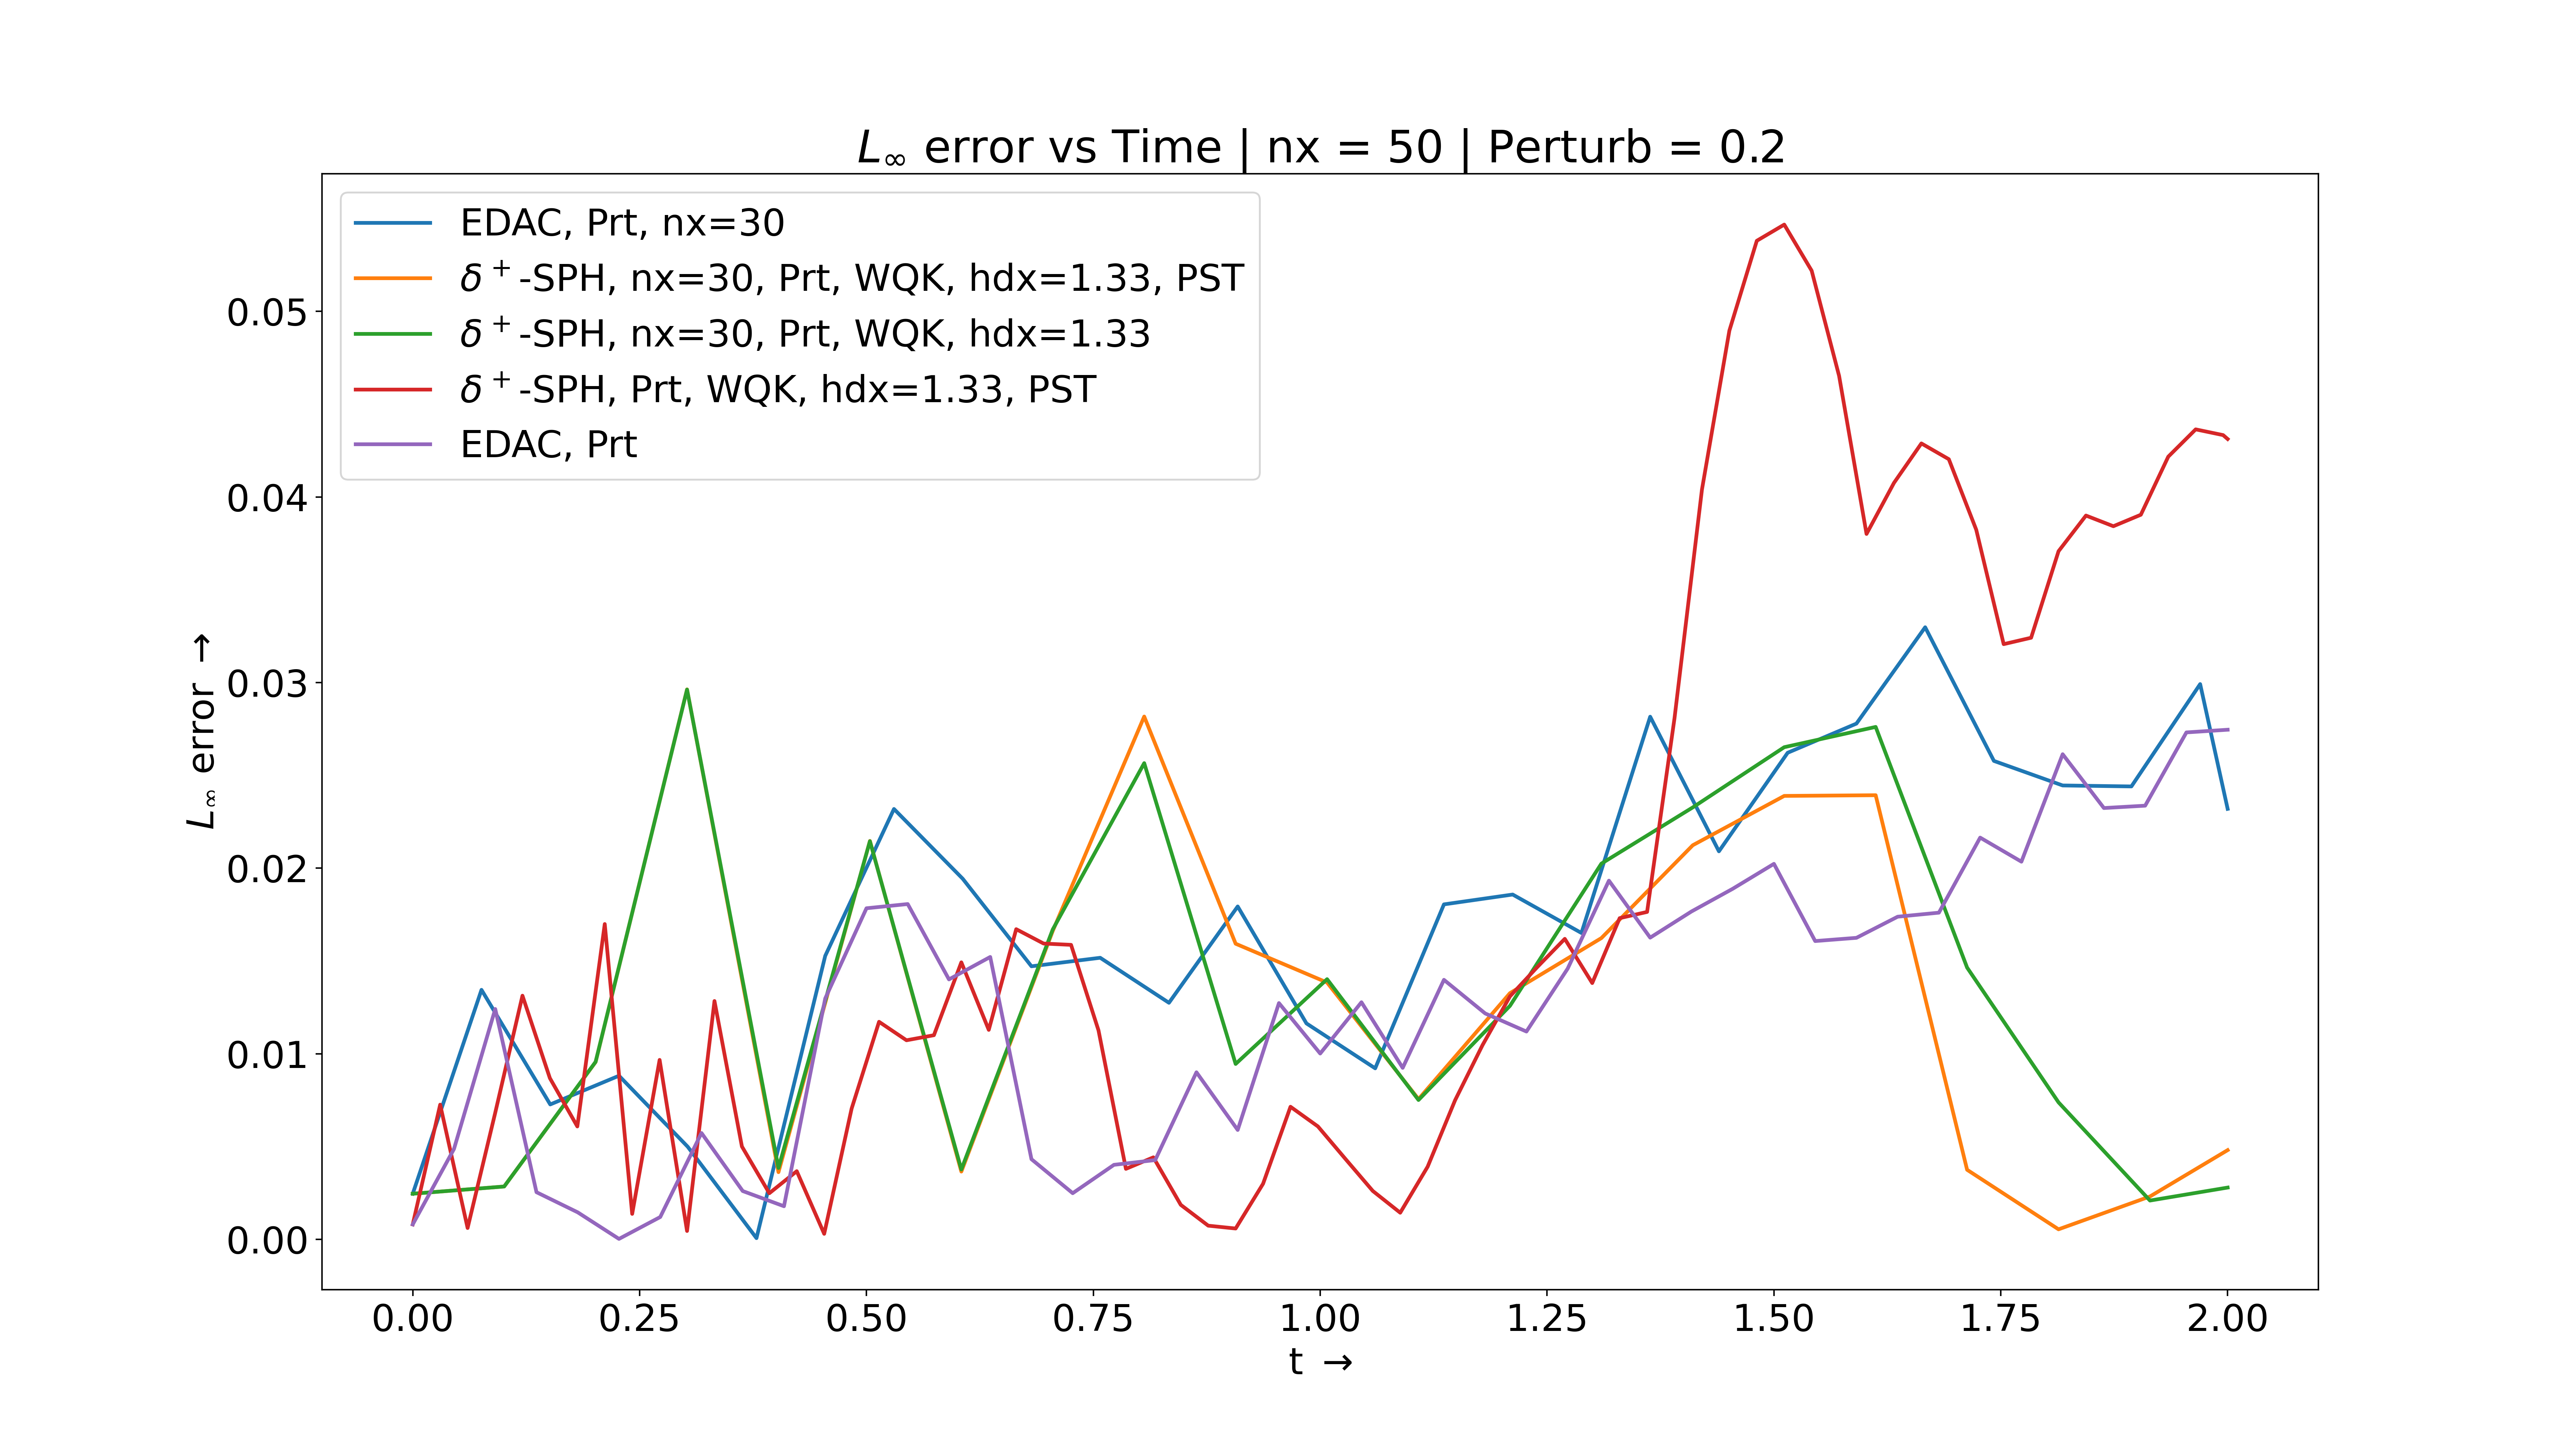 L∞ error vs Time | nx = 50 | Perturb = 0.2
EDAC, Prt, nx=30
δ⁺-SPH, nx=30, Prt, WQK, hdx=1.33, PST
δ⁺-SPH, nx=30, Prt, WQK, hdx=1.33
δ⁺-SPH, Prt, WQK, hdx=1.33, PST
EDAC, Prt
L∞ error →
0.05
0.04
0.03
0.02
0.01
0.00
0.00 0.25 0.50 0.75 1.00 1.25 1.50 1.75 2.00
t →